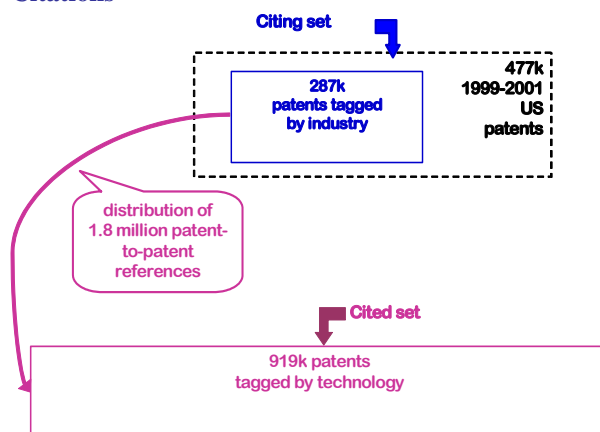 Citations
Citing set
287k
patents tagged
by industry
477k
1999-2001
US
patents
distribution of
1.8 million patent-
to-patent
references
Cited set
919k patents
tagged by technology